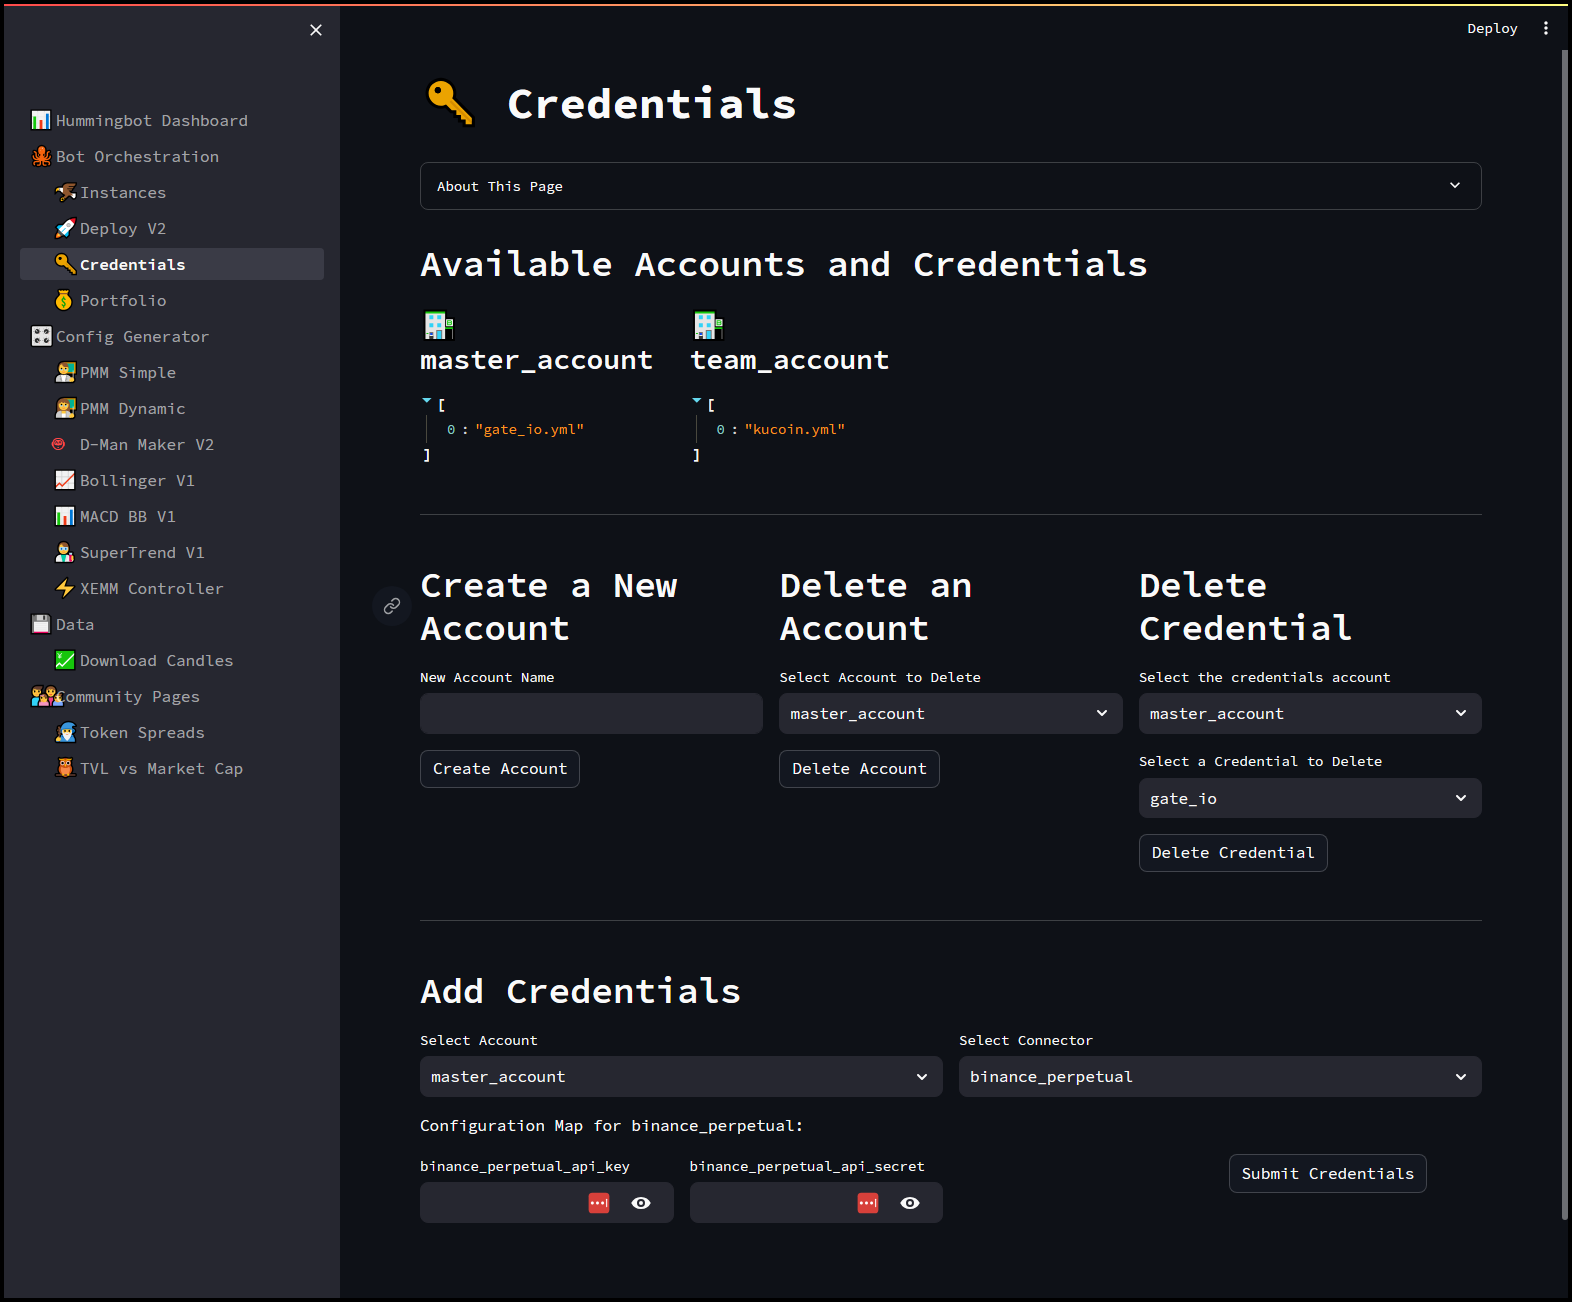 Deploy
Hummingbot Dashboard
Bot Orchestration
Instances
Deploy V2
Credentials
Portfolio
Config Generator
PMM Simple
PMM Dynamic
D-Man Maker V2
Bollinger V1
MACD BB V1
SuperTrend V1
XEMM Controller
Data
Download Candles
Community Pages
Token Spreads
TVL vs Market Cap
Credentials
About This Page
Available Accounts and Credentials
master_account
[
0 : "gate_io.yml"
]
team_account
[
0 : "kucoin.yml"
]
Create a New
Account
New Account Name
Create Account
Delete an
Account
Select Account to Delete
master_account
Delete Account
Delete
Credential
Select the credentials account
master_account
Select a Credential to Delete
gate_io
Delete Credential
Add Credentials
Select Account
master_account
Select Connector
binance_perpetual
Configuration Map for binance_perpetual:
binance_perpetual_api_key
binance_perpetual_api_secret
Submit Credentials